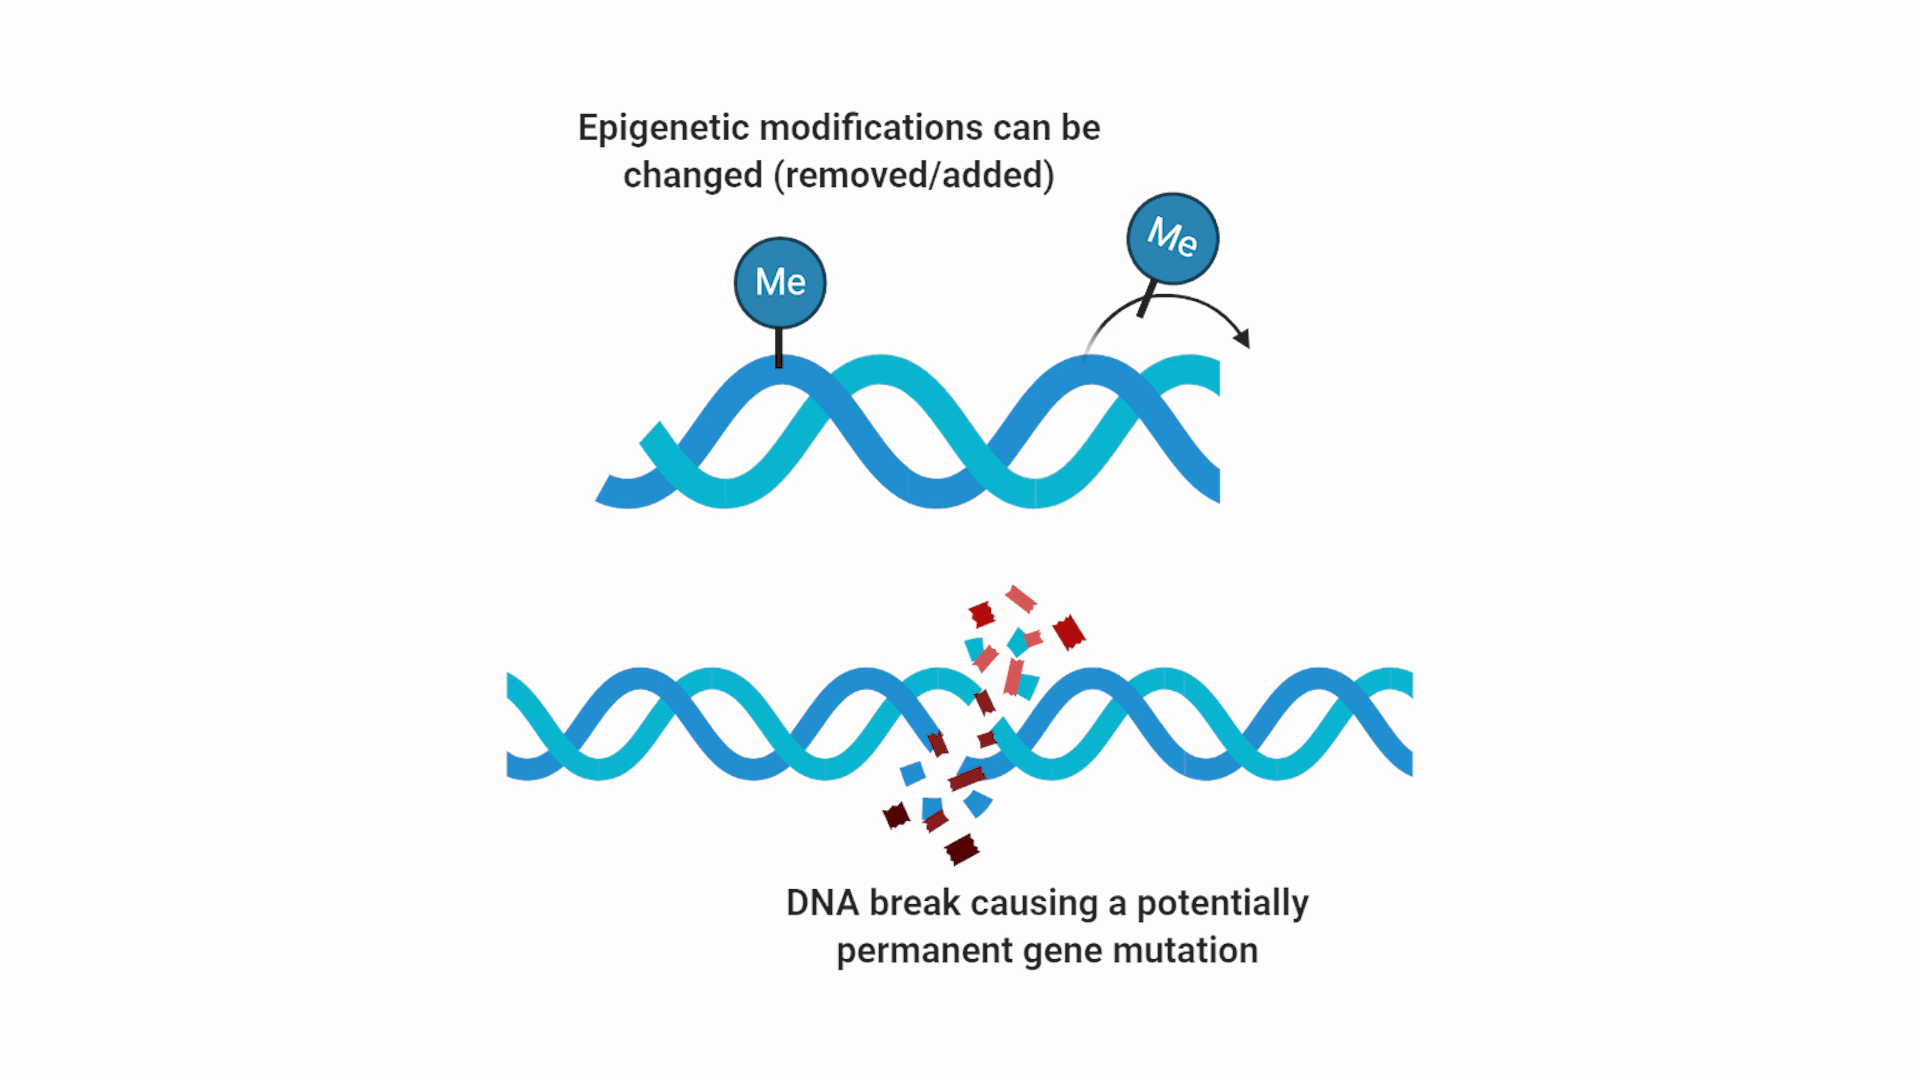 Epigenetic modifications can be
changed (removed/added)
Me
Me
DNA break causing a potentially
permanent gene mutation